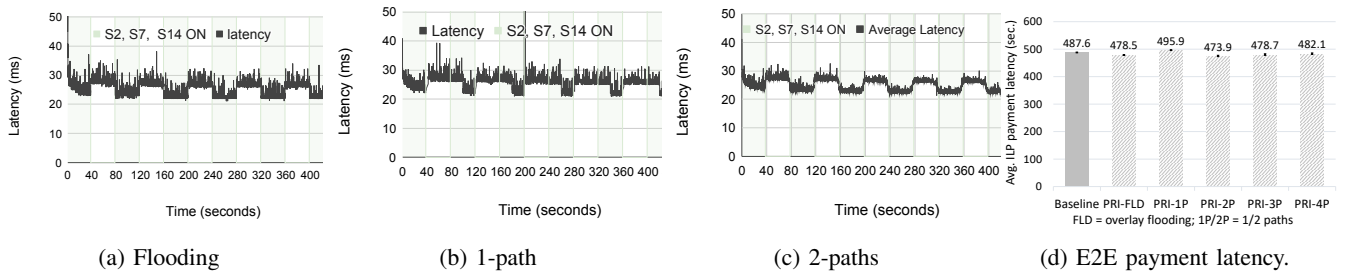 50
40
30
20
10
0
Latency (ms)
S2, S7, S14 ON latency
0 40 80 120 160 200 240 280 320 360 400
Time (seconds)
(a) Flooding
50
40
30
20
10
0
Latency (ms)
Latency S2, S7, S14 ON
0 40 80 120 160 200 240 280 320 360 400
Time (seconds)
(b) 1-path
50
40
30
20
10
0
Latency (ms)
S2, S7, S14 ON Average Latency
0 40 80 120 160 200 240 280 320 360 400
Time (seconds)
(c) 2-paths
600
500
400
300
200
100
0
Avg. ILP payment latency (sec.)
487.6 478.5 495.9 473.9 478.7 482.1
Baseline PRI-FLD PRI-1P PRI-2P PRI-3P PRI-4P
FLD = overlay flooding; 1P/2P = 1/2 paths
(d) E2E payment latency.